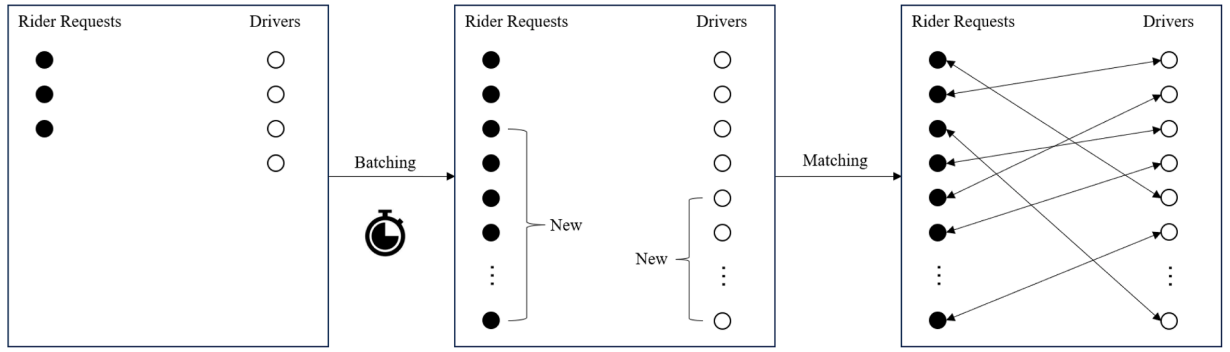 Rider Requests Drivers
Batching
Rider Requests Drivers
New
New
Matching
Rider Requests Drivers